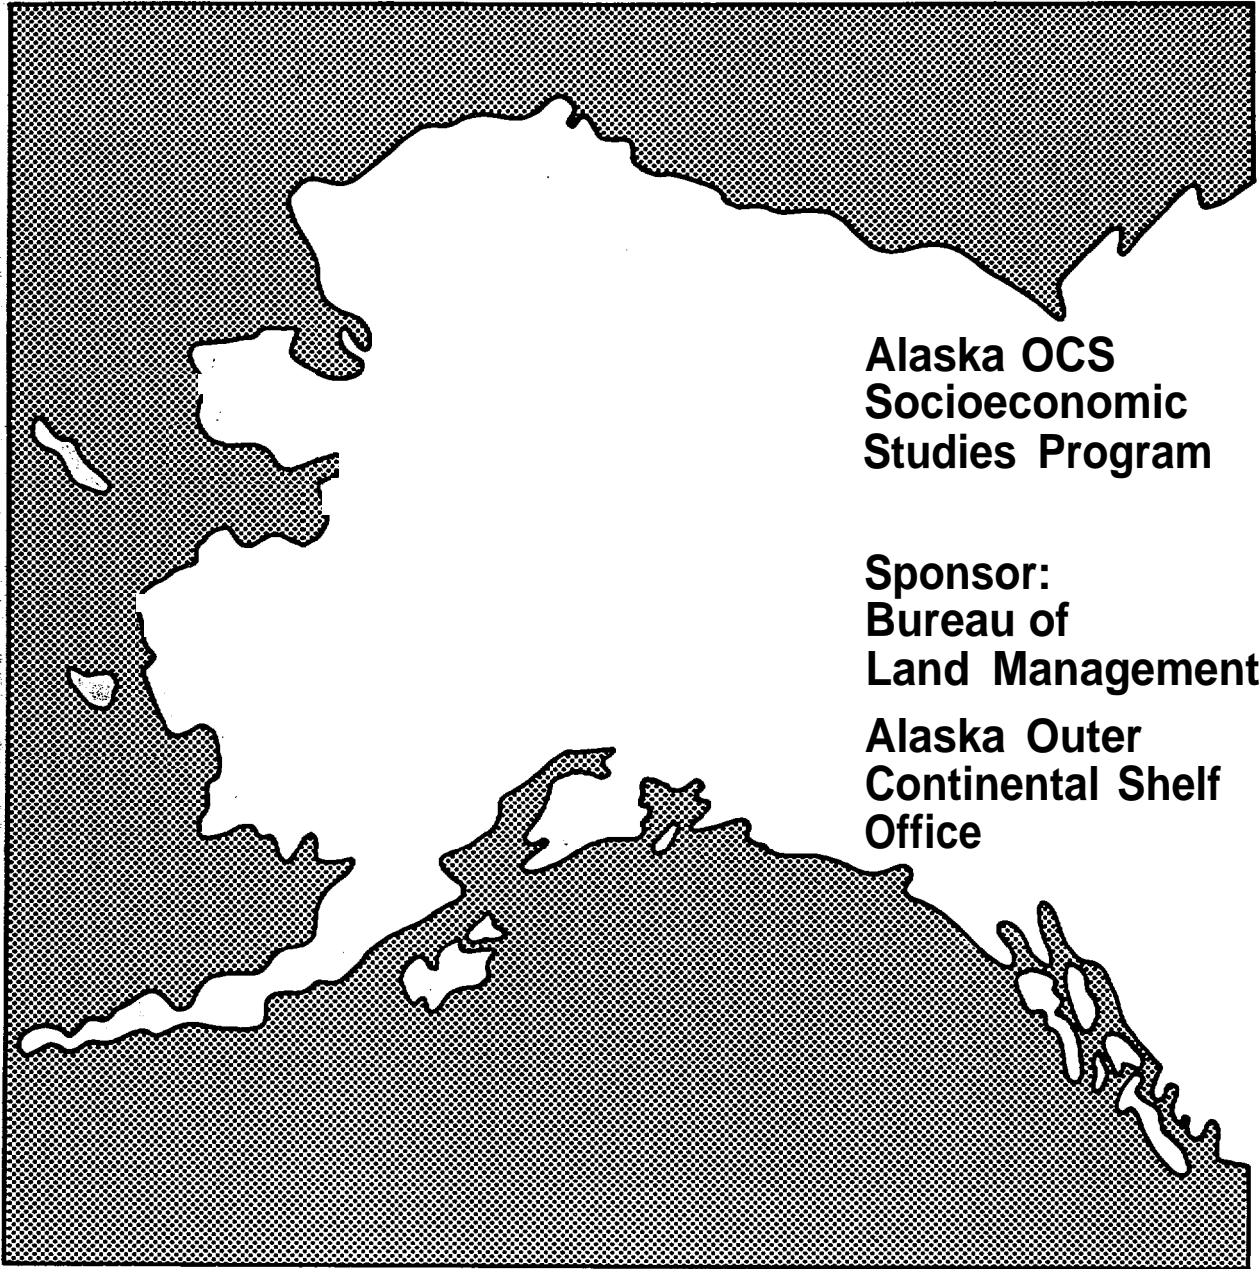 Alaska OCS
Socioeconomic
Studies Program
Sponsor:
Bureau of
Land Management
Alaska Outer
Continental Shelf
Office